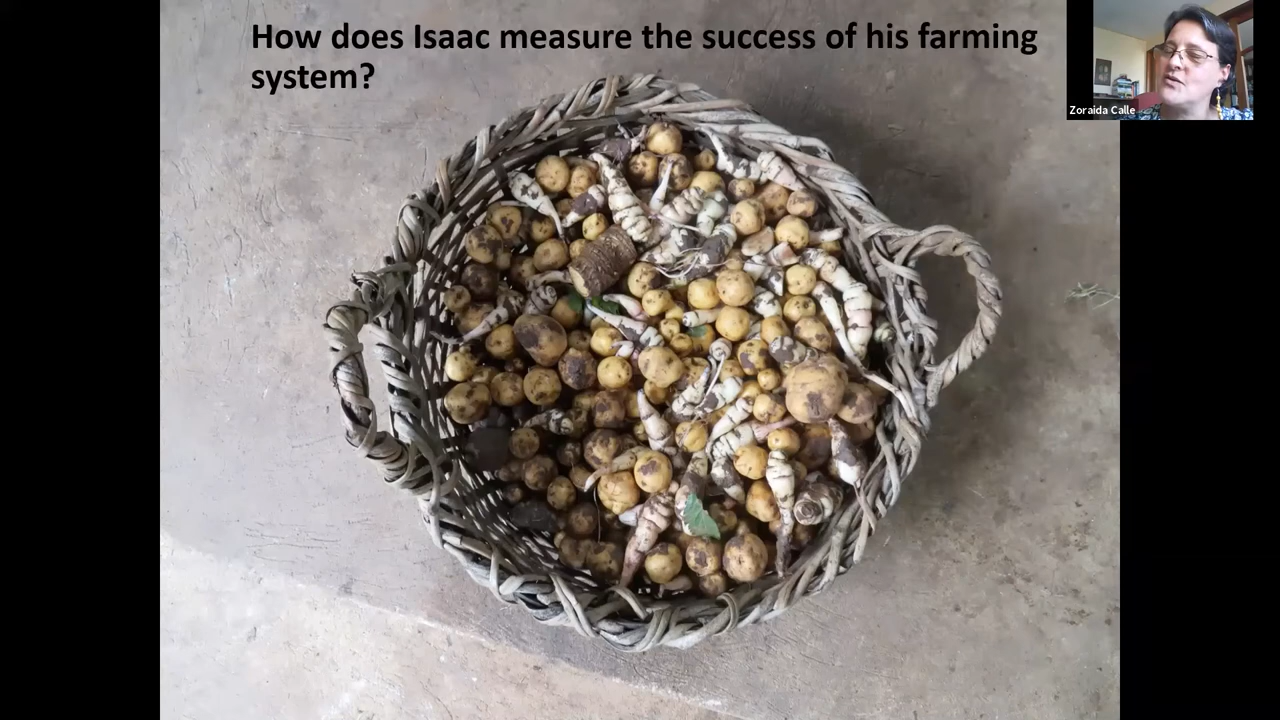 How does Isaac measure the success of his farming
system?
Zoraida Calle